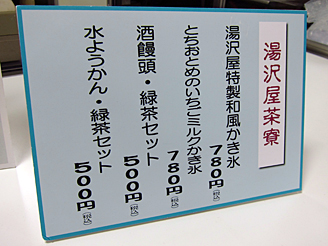 湯沢屋茶寮
湯沢屋特製和風かき氷
780円(税込)
とちおとめのいちごミルクかき氷
780円(税込)
酒饅頭・緑茶セット
500円(税込)
水ようかん・緑茶セット
500円(税込)